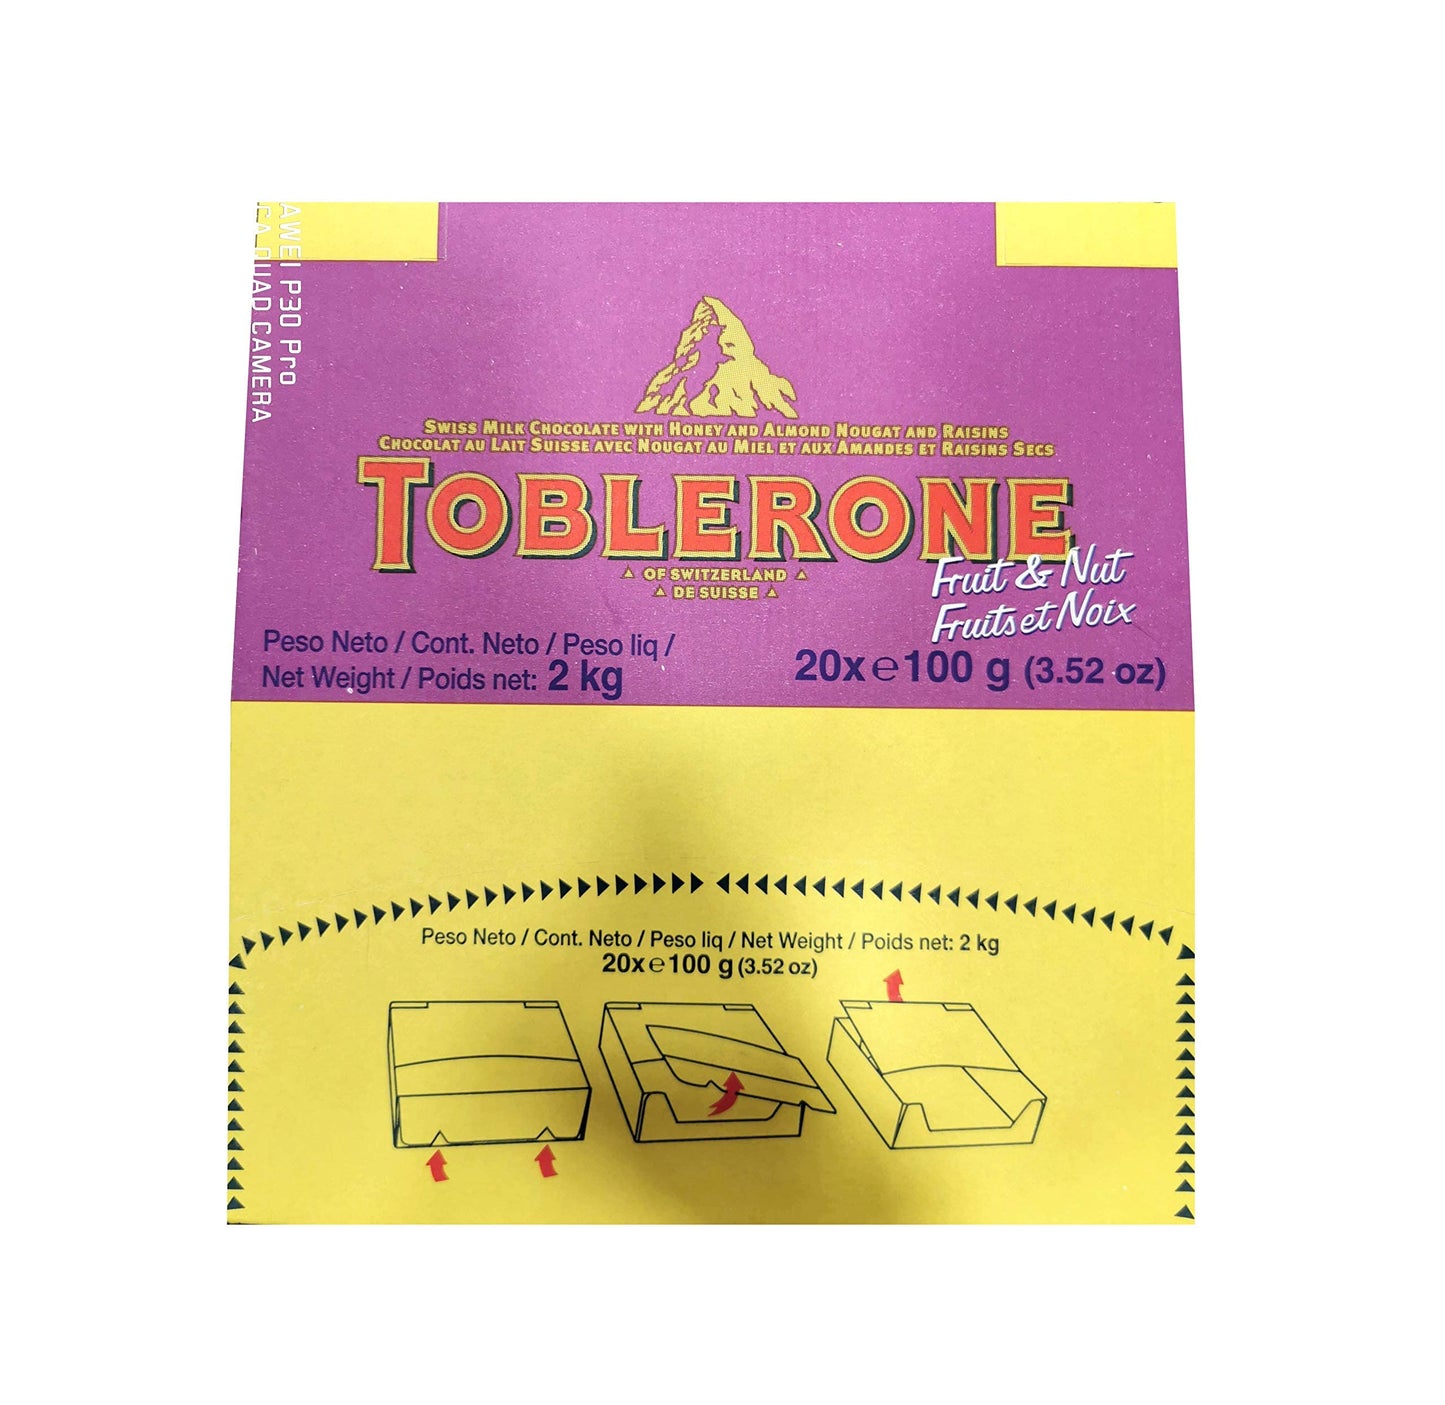 AWEI P30 Pro
CA QUAD CAMERA
Swiss Milk Chocolate with Honey and Almond Nougat and Raisins
Chocolat au Lait Suisse avec Nougat au Miel et aux Amandes et Raisins Secs
TOBLERONE
OF SWITZERLAND
DE SUISSE
Fruit & Nut
Fruits et Noix
Peso Neto / Cont. Neto / Peso liq /
Net Weight / Poids net: 2 kg
20x℮100 g (3.52 oz)
Peso Neto / Cont. Neto / Peso liq / Net Weight / Poids net: 2 kg
20x℮100 g (3.52 oz)